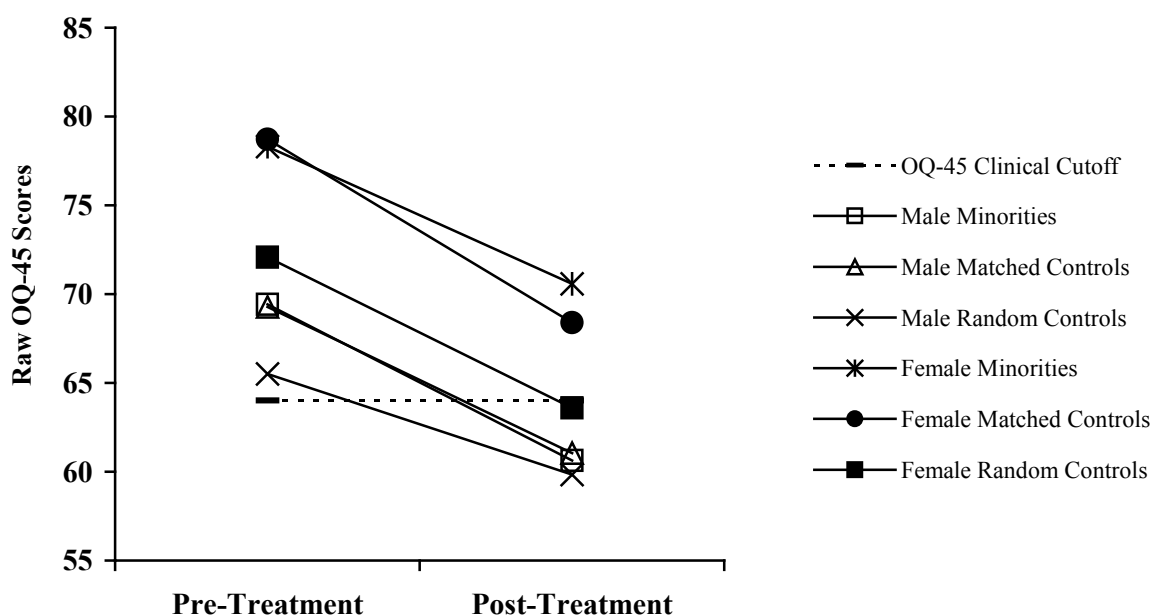 85
80
75
70
65
60
55
Raw OQ-45 Scores
Pre-Treatment
Post-Treatment
OQ-45 Clinical Cutoff
Male Minorities
Male Matched Controls
Male Random Controls
Female Minorities
Female Matched Controls
Female Random Controls